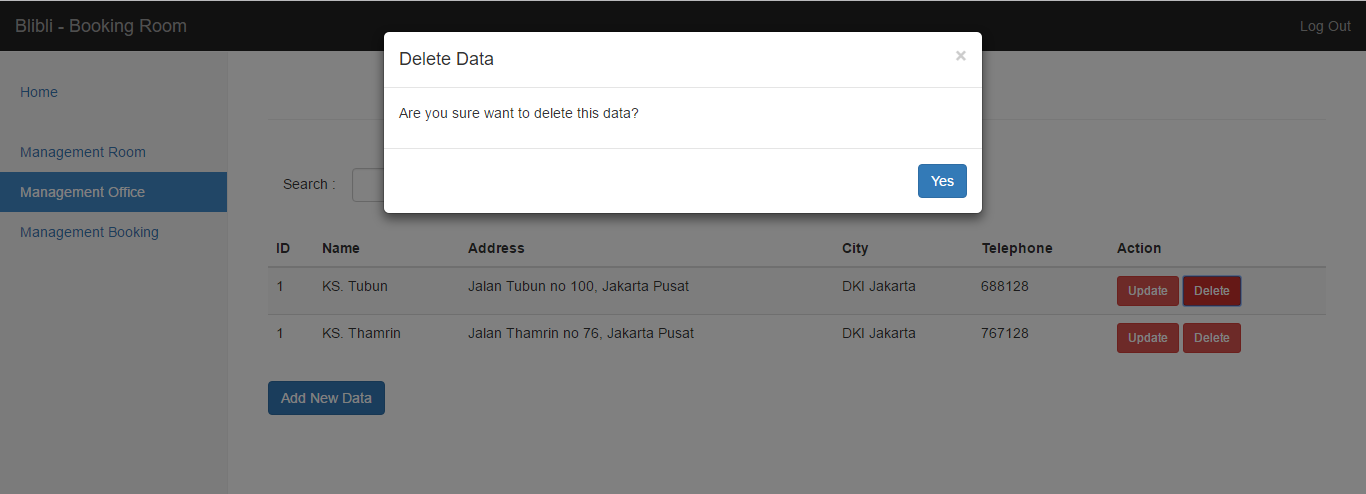 Blibli - Booking Room
Log Out
Delete Data
×
Are you sure want to delete this data?
Yes
Home
Management Room
Management Office
Management Booking
Search :
ID Name Address City Telephone Action
1 KS. Tubun Jalan Tubun no 100, Jakarta Pusat DKI Jakarta 688128 Update Delete
1 KS. Thamrin Jalan Thamrin no 76, Jakarta Pusat DKI Jakarta 767128 Update Delete
Add New Data